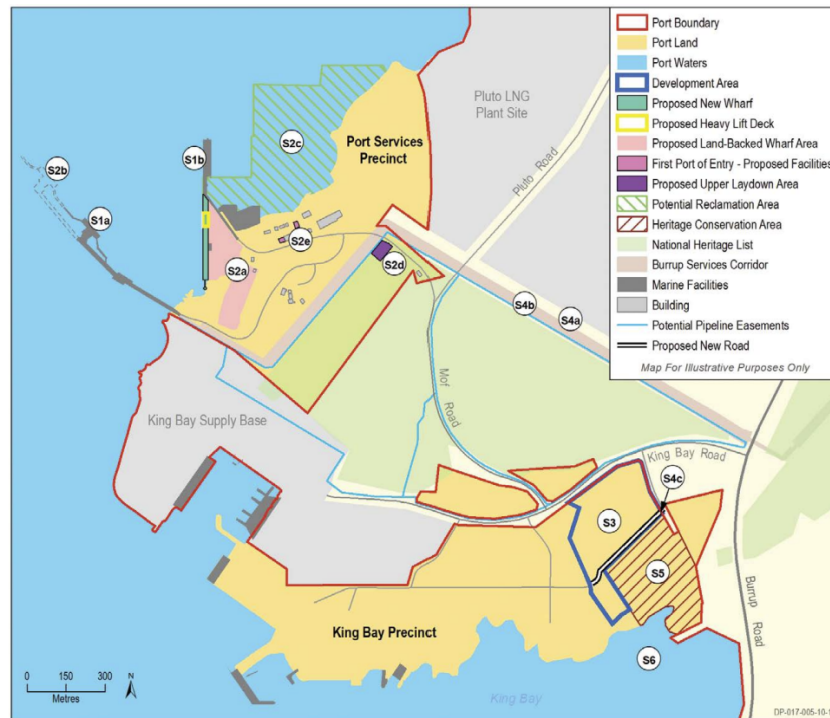 Port Boundary
Port Land
Port Waters
Development Area
Proposed New Wharf
Proposed Heavy Lift Deck
Proposed Land-Backed Wharf Area
First Port of Entry - Proposed Facilities
Proposed Upper Laydown Area
Potential Reclamation Area
Heritage Conservation Area
National Heritage List
Burrup Services Corridor
Marine Facilities
Building
Potential Pipeline Easements
Proposed New Road
Map For Illustrative Purposes Only
Pluto LNG
Plant Site
S2c
Port Services
Precinct
S1b
S2b
Pluto Road
S1a
S2e
S2a
S2d
S4b
S4a
Mof Road
King Bay Supply Base
King Bay Road
S4c
S3
S5
Burrup Road
King Bay Precinct
S6
0 150 300
Metres
N
King Bay